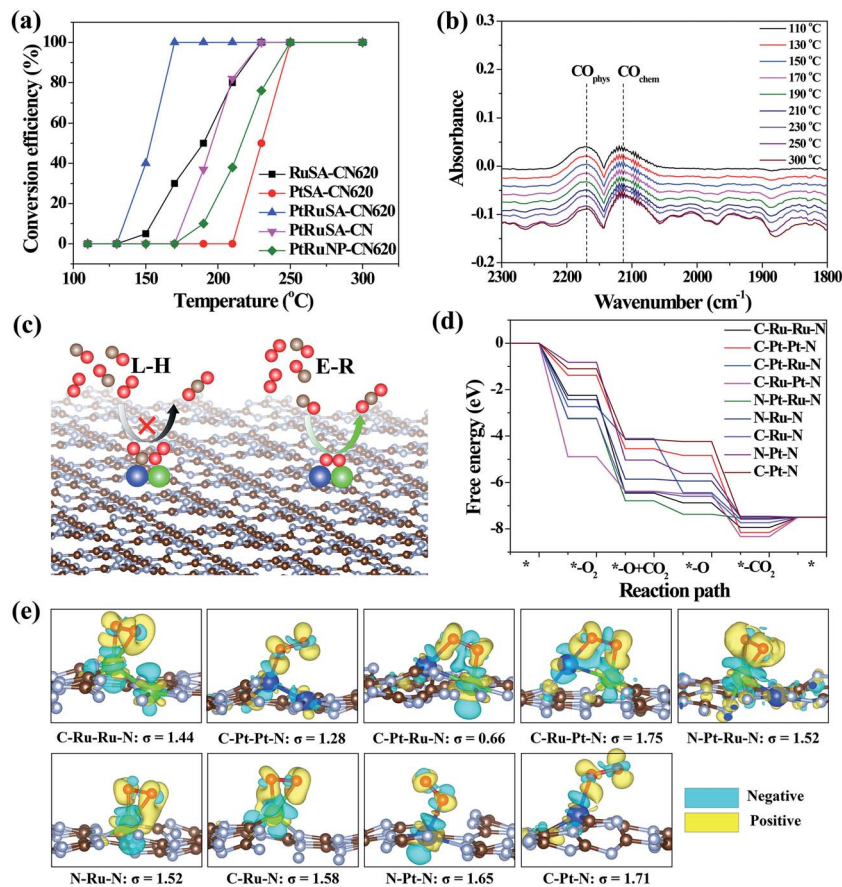 (a)
100
80
60
40
20
0
Conversion efficiency (%)
RuSA-CN620
PtSA-CN620
PtRuSA-CN620
PtRuSA-CN
PtRuNP-CN620
100 150 200 250 300
Temperature (°C)
(b)
0.3
0.2
0.1
0.0
-0.1
-0.2
Absorbance
COphys COchem
110 °C
130 °C
150 °C
170 °C
190 °C
210 °C
230 °C
250 °C
300 °C
2300 2200 2100 2000 1900 1800
Wavenumber (cm⁻¹)
(c)
L-H
E-R
(d)
0
-2
-4
-6
-8
Free energy (eV)
C-Ru-Ru-N
C-Pt-Pt-N
C-Pt-Ru-N
C-Ru-Pt-N
N-Pt-Ru-N
N-Ru-N
C-Ru-N
N-Pt-N
C-Pt-N
* *-O₂ *-O+CO₂ *-O *-CO₂ *
Reaction path
(e)
C-Ru-Ru-N: σ = 1.44
C-Pt-Pt-N: σ = 1.28
C-Pt-Ru-N: σ = 0.66
C-Ru-Pt-N: σ = 1.75
N-Pt-Ru-N: σ = 1.52
N-Ru-N: σ = 1.52
C-Ru-N: σ = 1.58
N-Pt-N: σ = 1.65
C-Pt-N: σ = 1.71
Negative
Positive